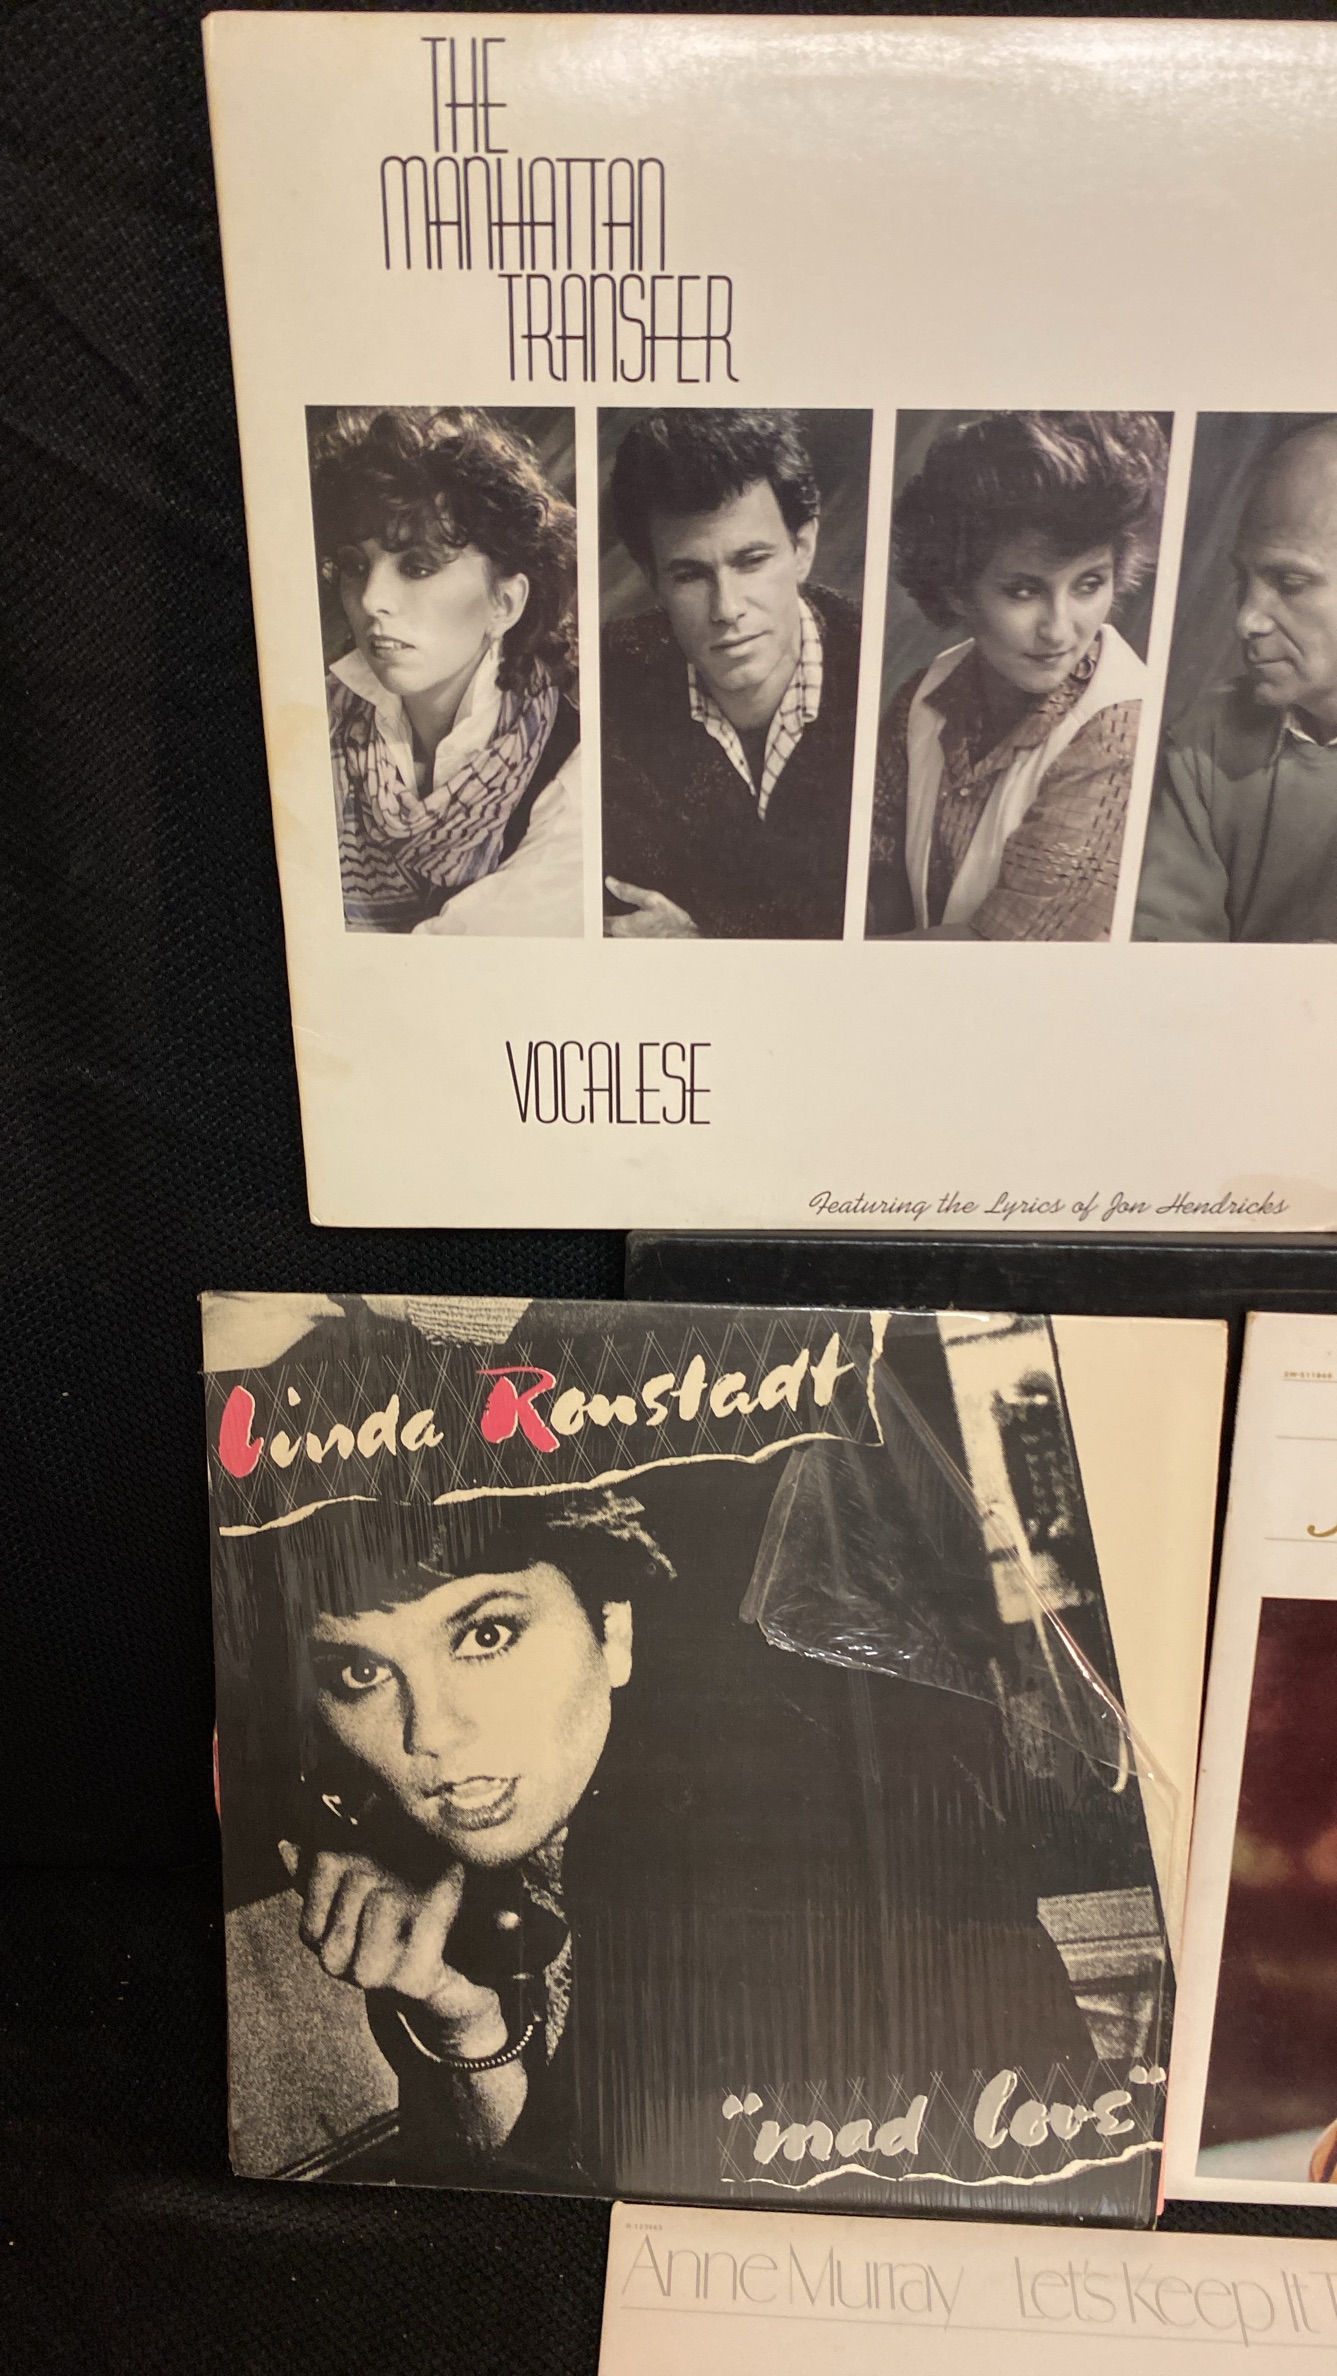 THE
MANHATTAN
TRANSFER
VOCALESE
Featuring the Lyrics of Jon Hendricks
Linda Ronstadt
"mad love"
Anne Murray Let's Keep It